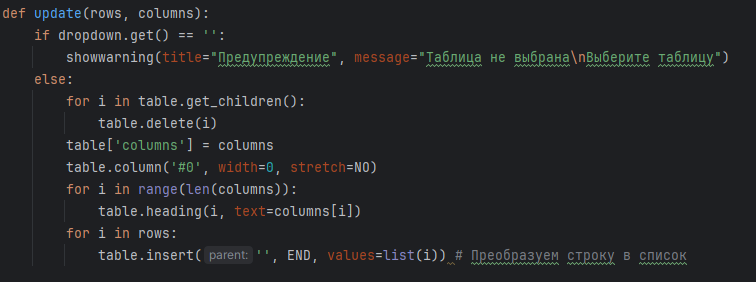 def update(rows, columns):
    if dropdown.get() == '':
        showwarning(title="Предупреждение", message="Таблица не выбрана\nВыберите таблицу")
    else:
        for i in table.get_children():
            table.delete(i)
        table['columns'] = columns
        table.column('#0', width=0, stretch=NO)
        for i in range(len(columns)):
            table.heading(i, text=columns[i])
        for i in rows:
            table.insert( parent: '', END, values=list(i)) # Преобразуем строку в список